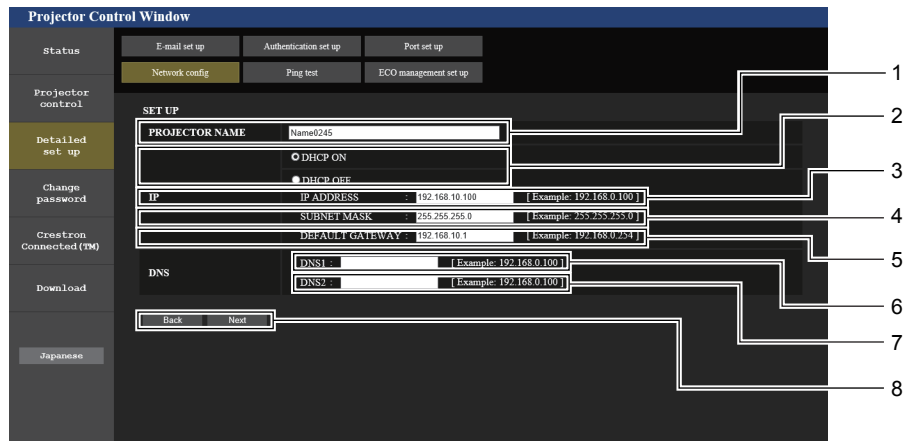 Projector Control Window
Status
E-mail set up
Authentication set up
Port set up
Network config
Ping test
ECO management set up
Projector
control
Detailed
set up
Change
password
Crestron
Connected(TM)
Download
Japanese
SET UP
PROJECTOR NAME Name0245
DHCP ON
DHCP OFF
IP IP ADDRESS : 192.168.10.100 [ Example: 192.168.0.100 ]
SUBNET MASK : 255.255.255.0 [ Example: 255.255.255.0 ]
DEFAULT GATEWAY : 192.168.10.1 [ Example: 192.168.0.254 ]
DNS
DNS1 : [ Example: 192.168.0.100 ]
DNS2 : [ Example: 192.168.0.100 ]
Back Next
1
2
3
4
5
6
7
8